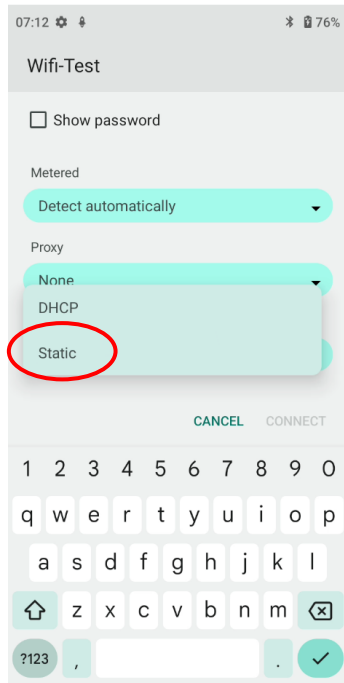 07:12 76%
Wifi-Test
Show password
Metered
Detect automatically
Proxy
None
DHCP
Static
CANCEL CONNECT
1 2 3 4 5 6 7 8 9 0
q w e r t y u i o p
a s d f g h j k l
z x c v b n m
?123 , .